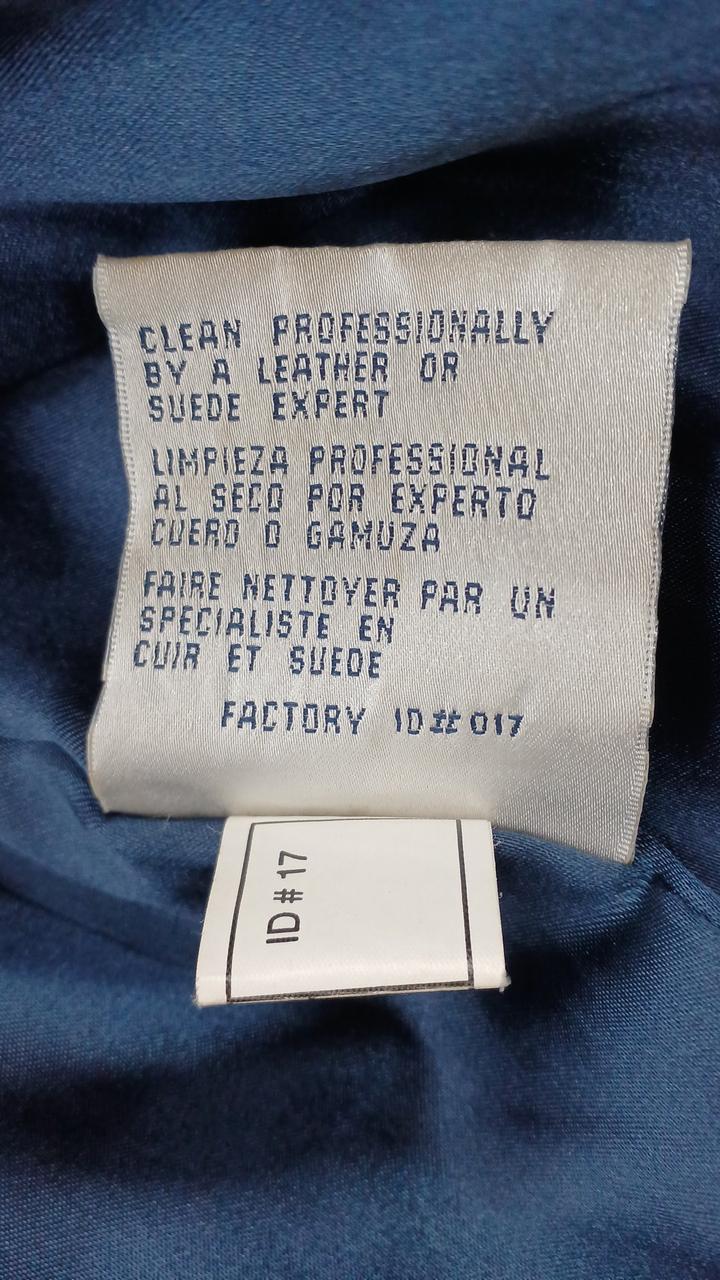 CLEAN PROFESSIONALLY
BY A LEATHER OR
SUEDE EXPERT
LIMPIEZA PROFESSIONAL
AL SECO POR EXPERTO
CUERO O GAMUZA
FAIRE NETTOYER PAR UN
SPECIALISTE EN
CUIR ET SUEDE
FACTORY ID# 017
ID # 17